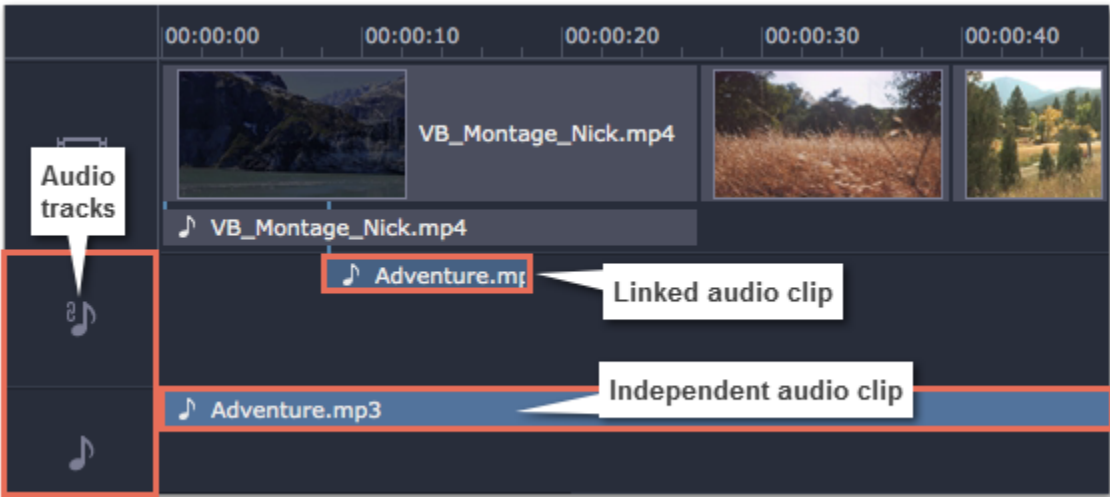 00:00:00 00:00:10 00:00:20 00:00:30 00:00:40
VB_Montage_Nick.mp4
Audio
tracks
VB_Montage_Nick.mp4
Adventure.mp
Linked audio clip
Independent audio clip
Adventure.mp3